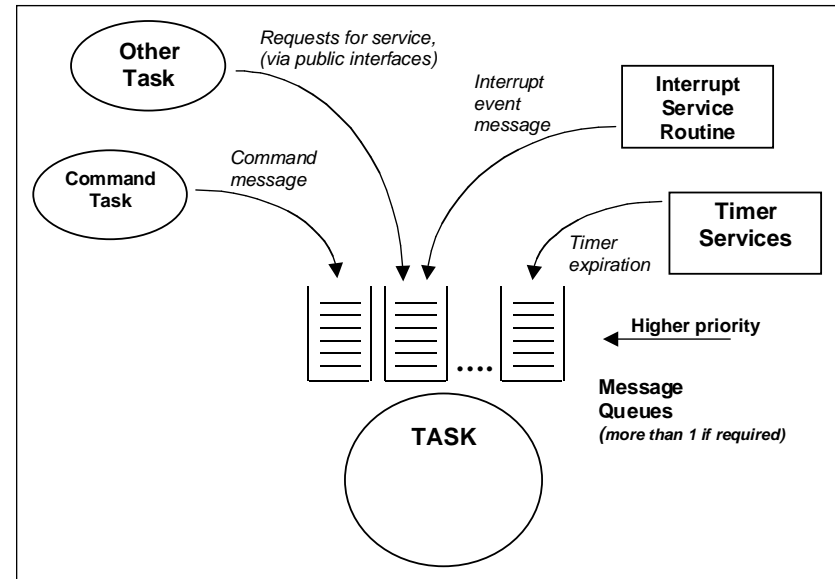 Other
Task
Requests for service,
(via public interfaces)
Interrupt
event
message
Interrupt
Service
Routine
Command
Task
Command
message
Timer
Services
Timer
expiration
Higher priority
....
Message
Queues
(more than 1 if required)
TASK